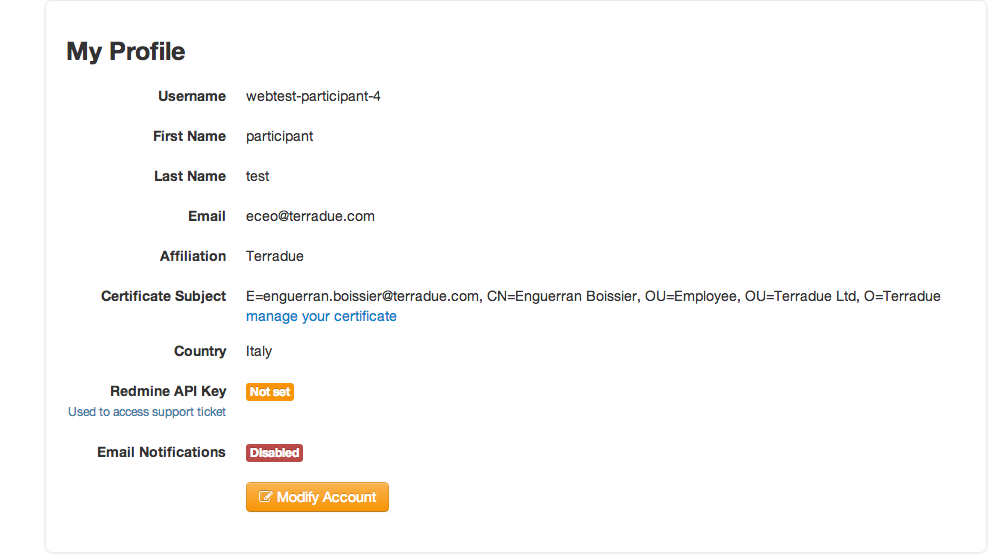 My Profile
Username webtest-participant-4
First Name participant
Last Name test
Email eceo@terradue.com
Affiliation Terradue
Certificate Subject E=enguerran.boissier@terradue.com, CN=Enguerran Boissier, OU=Employee, OU=Terradue Ltd, O=Terradue
manage your certificate
Country Italy
Redmine API Key Not set
Used to access support ticket
Email Notifications Disabled
Modify Account